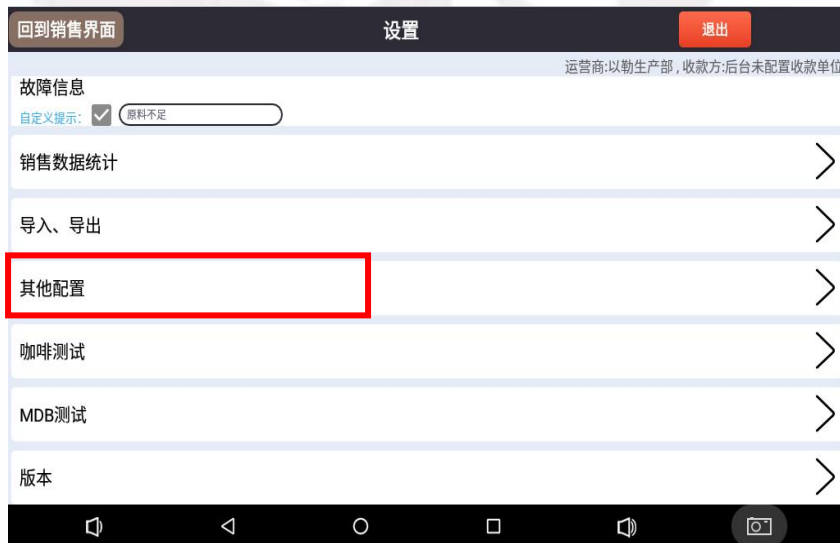 回到销售界面
设置
退出
运营商:以勒生产部 , 收款方:后台未配置收款单位
故障信息
自定义提示:
原料不足
销售数据统计
导入、导出
其他配置
咖啡测试
MDB测试
版本